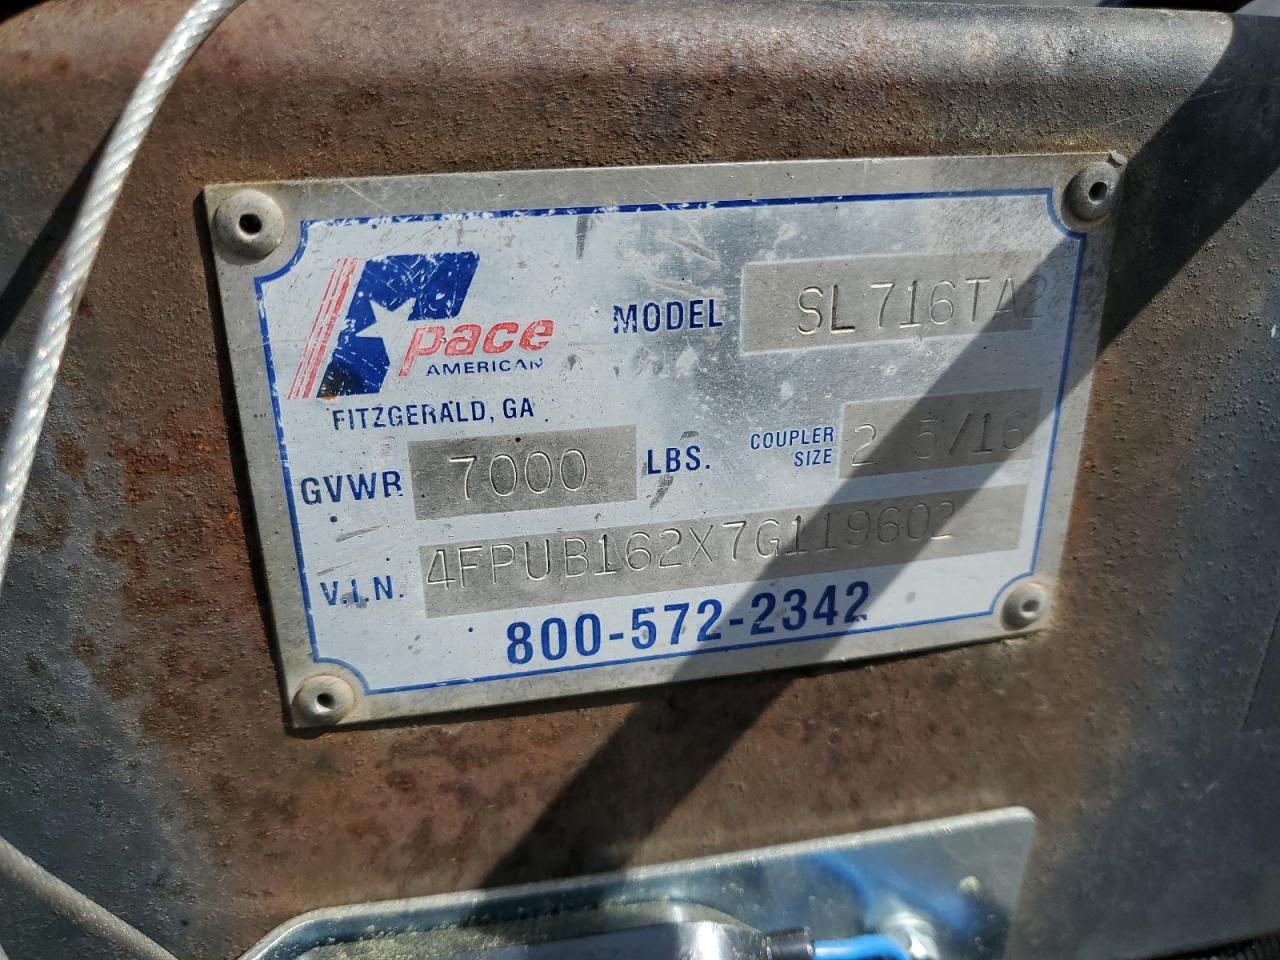 pace
AMERICAN
FITZGERALD, GA
MODEL SL716TA2
GVWR 7000 LBS. COUPLER SIZE 2 5/16
V.I.N. 4FPUB162X7G119602
800-572-2342